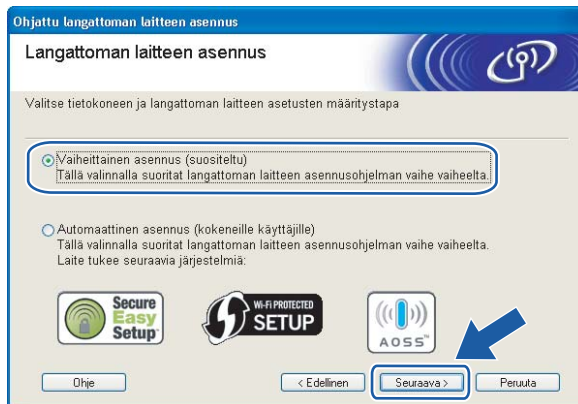 Ohjattu langattoman laitteen asennus
Langattoman laitteen asennus
Valitse tietokoneen ja langattoman laitteen asetusten määritystapa
Vaiheittainen asennus (suositeltu)
Tällä valinnalla suoritat langattoman laitteen asennusohjelman vaihe vaiheelta.
Automaattinen asennus (kokeneille käyttäjille)
Tällä valinnalla suoritat langattoman laitteen asennusohjelman vaihe vaiheelta.
Laite tukee seuraavia järjestelmiä:
Secure
Easy
Setup
Wi-Fi PROTECTED
SETUP
AOSS™
Ohje
< Edellinen
Seuraava >
Peruuta